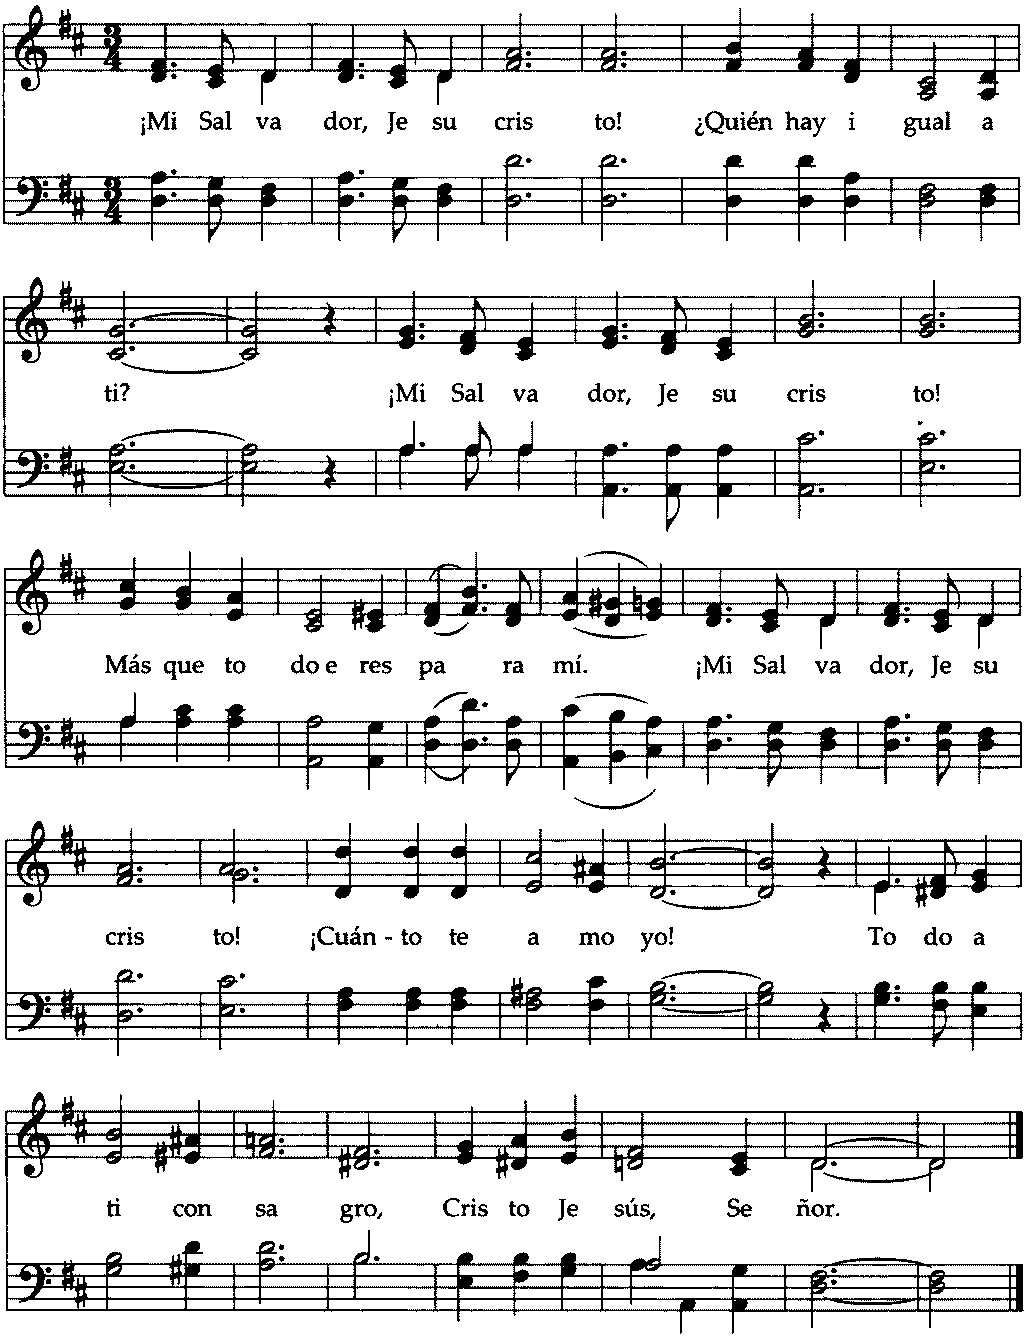 ¡Mi Sal va dor, Je su cris to! ¿Quién hay i gual a
ti? ¡Mi Sal va dor, Je su cris to!
Más que to do e res pa ra mí. ¡Mi Sal va dor, Je su
cris to! ¡Cuán - to te a mo yo! To do a
ti con sa gro, Cris to Je sús, Se ñor.